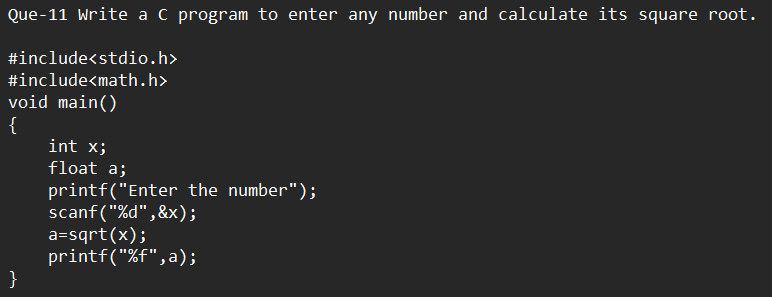 Que-11 Write a C program to enter any number and calculate its square root.
#include<stdio.h>
#include<math.h>
void main()
{
    int x;
    float a;
    printf("Enter the number");
    scanf("%d",&x);
    a=sqrt(x);
    printf("%f",a);
}